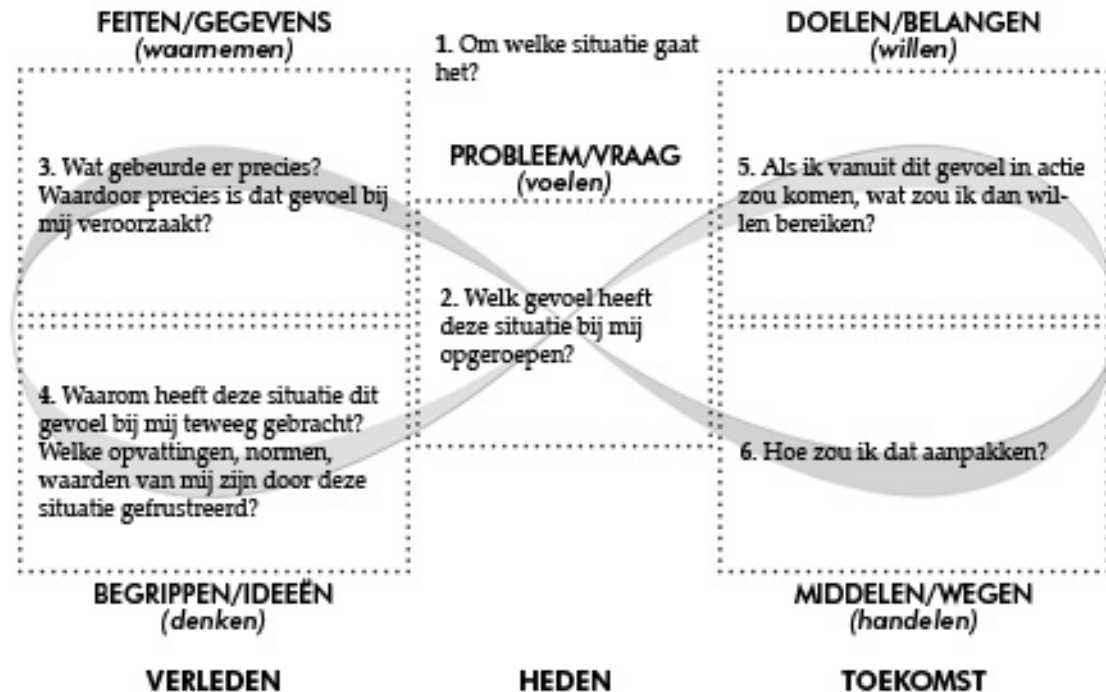 FEITEN/GEGEVENS
(waarnemen)
1. Om welke situatie gaat
het?
DOELEN/BELANGEN
(willen)
3. Wat gebeurde er precies?
Waardoor precies is dat gevoel bij
mij veroorzaakt?
PROBLEEM/VRAAG
(voelen)
5. Als ik vanuit dit gevoel in actie
zou komen, wat zou ik dan wil-
len bereiken?
2. Welk gevoel heeft
deze situatie bij mij
opgeroepen?
4. Waarom heeft deze situatie dit
gevoel bij mij teweeg gebracht?
Welke opvattingen, normen,
waarden van mij zijn door deze
situatie gefrustreerd?
6. Hoe zou ik dat aanpakken?
BEGRIPPEN/IDEEËN
(denken)
MIDDELEN/WEGEN
(handelen)
VERLEDEN
HEDEN
TOEKOMST